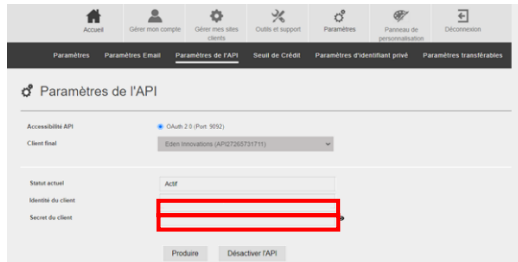 Accueil
Gérer mon compte
Gérer mes sites clients
Outils et support
Paramètres
Panneau de personnalisation
Déconnexion
Paramètres Paramètres Email Paramètres de l'API Seuil de Crédit Paramètres d'identifiant privé Paramètres transférables
Paramètres de l'API
Accessibilité API OAuth 2.0 (Port: 9092)
Client final Eden Innovations (API27265731711)
Statut actuel Actif
Identité du client
Secret du client
Produire Désactiver l'API